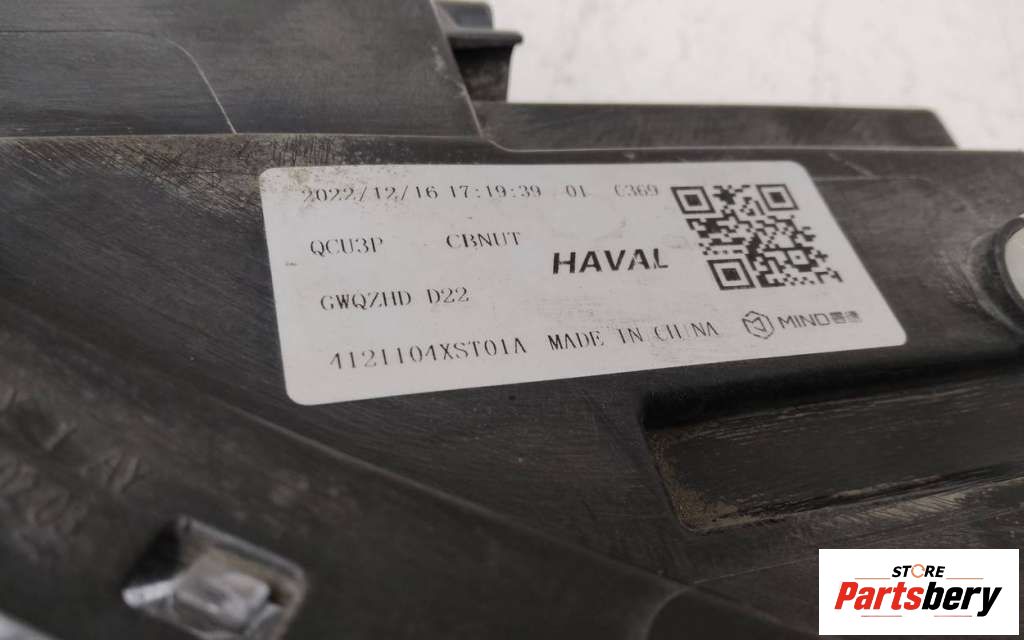 2022/12/16 17:19:39 01 C369
QCU3P CBNUT
HAVAL
GWQZHD D22
4121104XST01A MADE IN CHINA
MIND
STORE
Partsbery